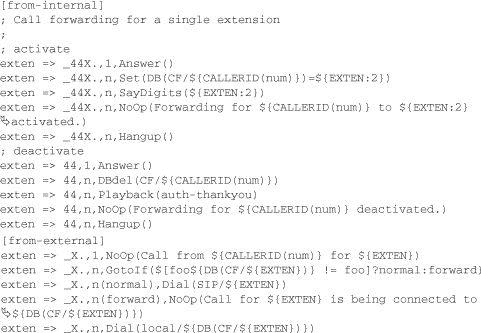 [from-internal]
; Call forwarding for a single extension
;
; activate
exten => _44X.,1,Answer()
exten => _44X.,n,Set(DB(CF/${CALLERID(num)})=${EXTEN:2})
exten => _44X.,n,SayDigits(${EXTEN:2})
exten => _44X.,n,NoOp(Forwarding for ${CALLERID(num)} to ${EXTEN:2}
↳activated.)
exten => _44X.,n,Hangup()
; deactivate
exten => 44,1,Answer()
exten => 44,n,DBdel(CF/${CALLERID(num)})
exten => 44,n,Playback(auth-thankyou)
exten => 44,n,NoOp(Forwarding for ${CALLERID(num)} deactivated.)
exten => 44,n,Hangup()
[from-external]
exten => _X.,1,NoOp(Call from ${CALLERID(num)} for ${EXTEN})
exten => _X.,n,GotoIf($[foo${DB(CF/${EXTEN})} != foo]?normal:forward)
exten => _X.,n(normal),Dial(SIP/${EXTEN})
exten => _X.,n(forward),NoOp(Call for ${EXTEN} is being connected to
↳${DB(CF/${EXTEN})})
exten => _X.,n,Dial(local/${DB(CF/${EXTEN})})